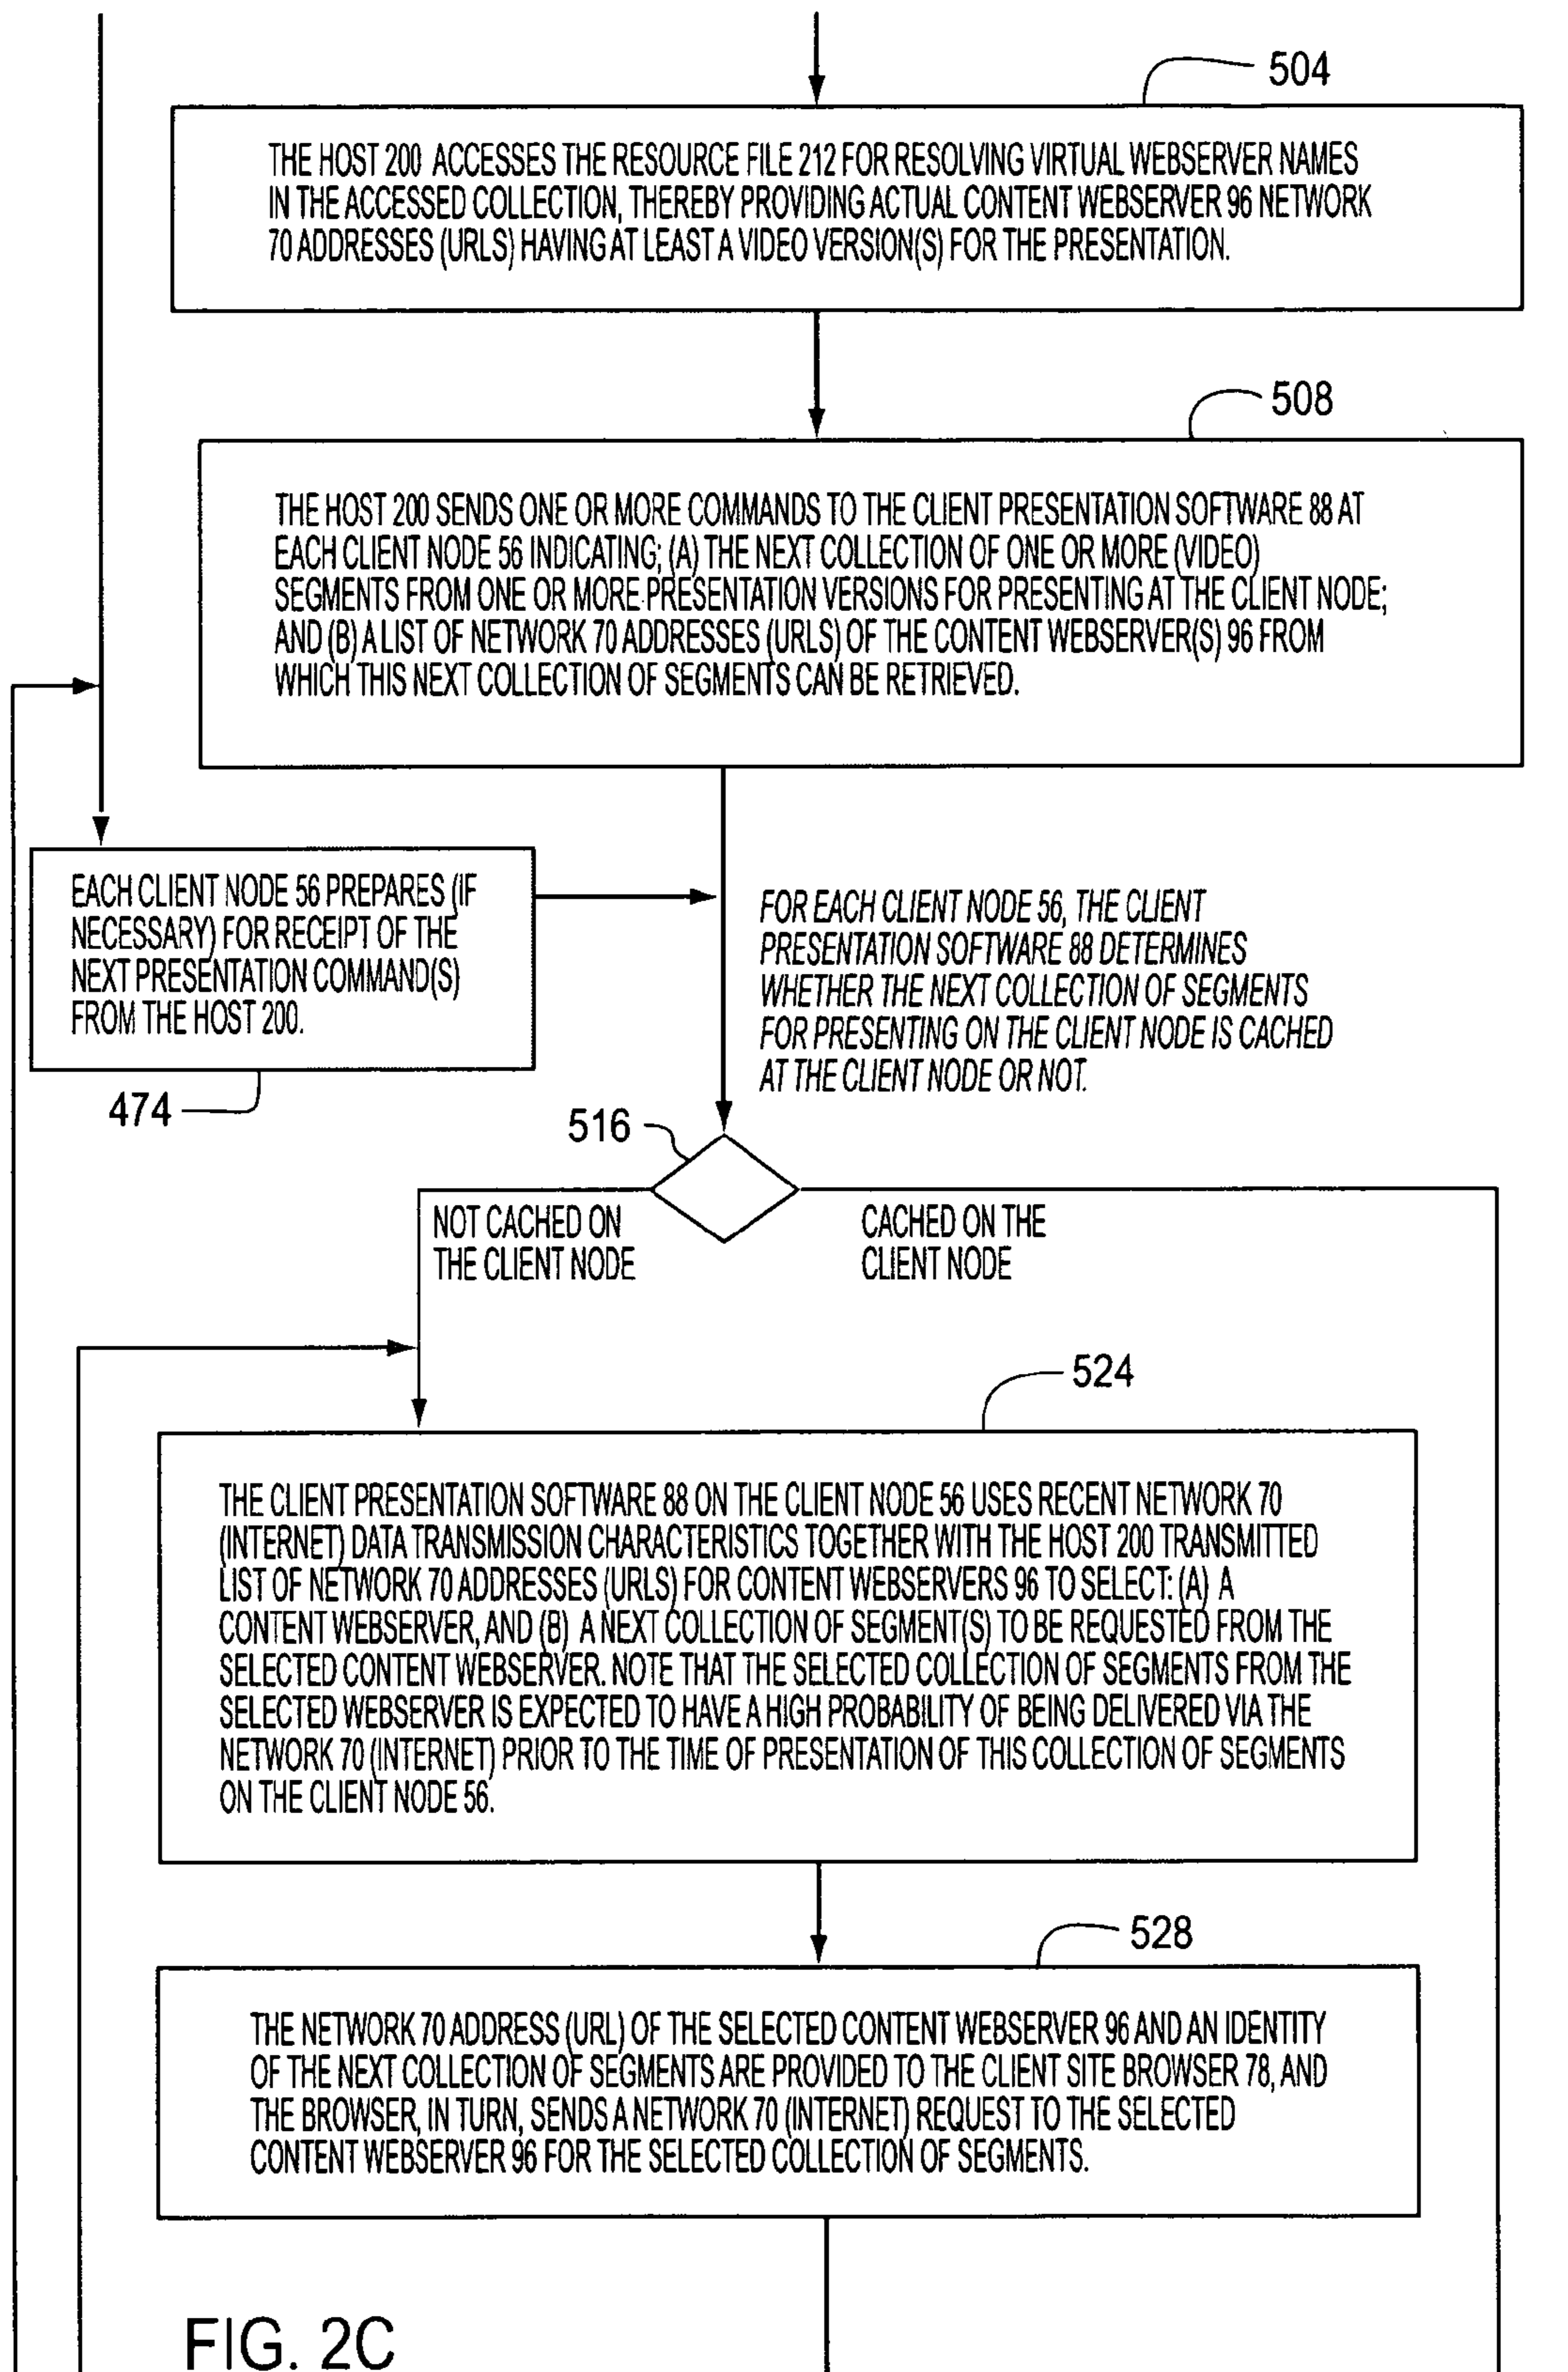 504
THE HOST 200 ACCESSES THE RESOURCE FILE 212 FOR RESOLVING VIRTUAL WEBSERVER NAMES
IN THE ACCESSED COLLECTION, THEREBY PROVIDING ACTUAL CONTENT WEBSERVER 96 NETWORK
70 ADDRESSES (URLS) HAVING AT LEAST A VIDEO VERSION(S) FOR THE PRESENTATION.
508
THE HOST 200 SENDS ONE OR MORE COMMANDS TO THE CLIENT PRESENTATION SOFTWARE 88 AT
EACH CLIENT NODE 56 INDICATING; (A) THE NEXT COLLECTION OF ONE OR MORE (VIDEO)
SEGMENTS FROM ONE OR MORE PRESENTATION VERSIONS FOR PRESENTING AT THE CLIENT NODE;
AND (B) A LIST OF NETWORK 70 ADDRESSES (URLS) OF THE CONTENT WEBSERVER(S) 96 FROM
WHICH THIS NEXT COLLECTION OF SEGMENTS CAN BE RETRIEVED.
EACH CLIENT NODE 56 PREPARES (IF
NECESSARY) FOR RECEIPT OF THE
NEXT PRESENTATION COMMAND(S)
FROM THE HOST 200.
474
FOR EACH CLIENT NODE 56, THE CLIENT
PRESENTATION SOFTWARE 88 DETERMINES
WHETHER THE NEXT COLLECTION OF SEGMENTS
FOR PRESENTING ON THE CLIENT NODE IS CACHED
AT THE CLIENT NODE OR NOT.
516
NOT CACHED ON
THE CLIENT NODE
CACHED ON THE
CLIENT NODE
524
THE CLIENT PRESENTATION SOFTWARE 88 ON THE CLIENT NODE 56 USES RECENT NETWORK 70
(INTERNET) DATA TRANSMISSION CHARACTERISTICS TOGETHER WITH THE HOST 200 TRANSMITTED
LIST OF NETWORK 70 ADDRESSES (URLS) FOR CONTENT WEBSERVERS 96 TO SELECT: (A) A
CONTENT WEBSERVER, AND (B) A NEXT COLLECTION OF SEGMENT(S) TO BE REQUESTED FROM THE
SELECTED CONTENT WEBSERVER. NOTE THAT THE SELECTED COLLECTION OF SEGMENTS FROM THE
SELECTED WEBSERVER IS EXPECTED TO HAVE A HIGH PROBABILITY OF BEING DELIVERED VIA THE
NETWORK 70 (INTERNET) PRIOR TO THE TIME OF PRESENTATION OF THIS COLLECTION OF SEGMENTS
ON THE CLIENT NODE 56.
528
THE NETWORK 70 ADDRESS (URL) OF THE SELECTED CONTENT WEBSERVER 96 AND AN IDENTITY
OF THE NEXT COLLECTION OF SEGMENTS ARE PROVIDED TO THE CLIENT SITE BROWSER 78, AND
THE BROWSER, IN TURN, SENDS A NETWORK 70 (INTERNET) REQUEST TO THE SELECTED
CONTENT WEBSERVER 96 FOR THE SELECTED COLLECTION OF SEGMENTS.
FIG. 2C